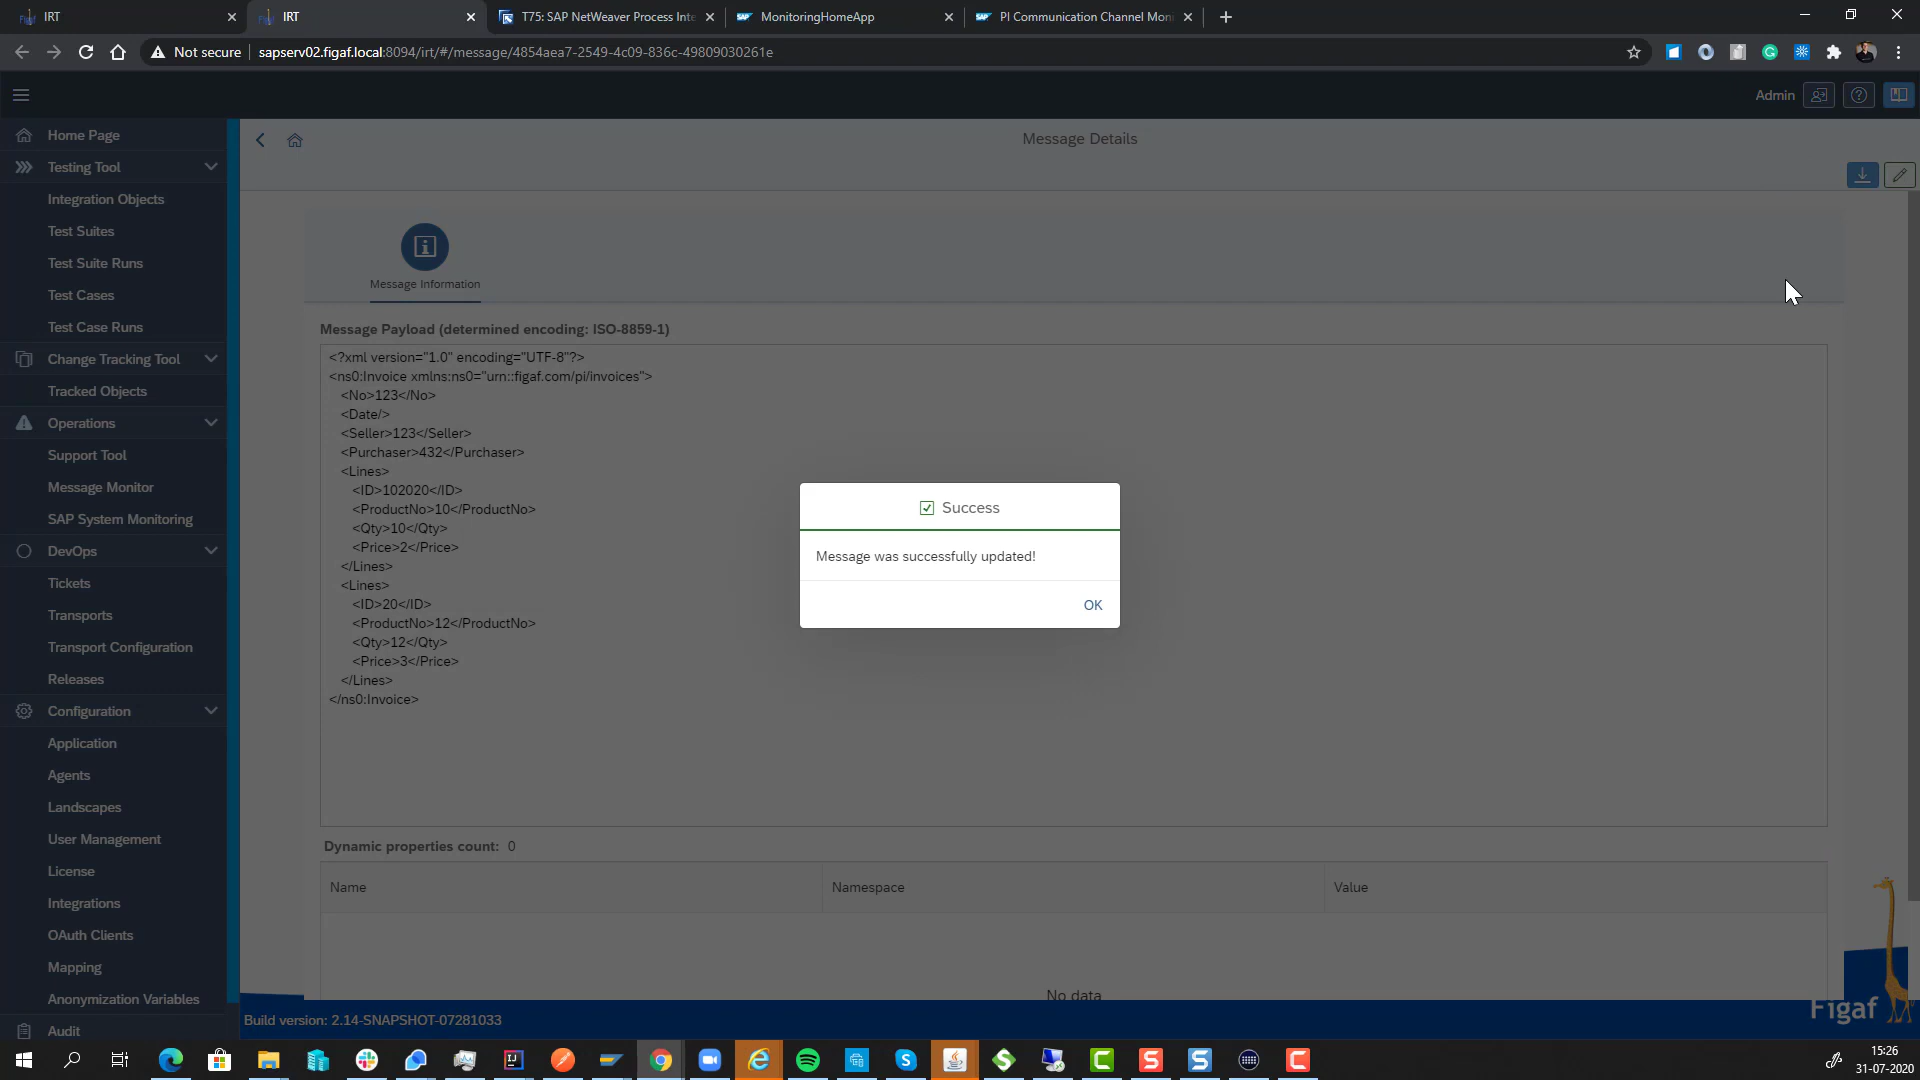 IRT
IRT
T75: SAP NetWeaver Process Inte
MonitoringHomeApp
PI Communication Channel Mon
Not secure
sapserv02.figaf.local:8094/irt/#/message/4854aea7-2549-4c09-836c-49809030261e
Admin
Home Page
Testing Tool
Integration Objects
Test Suites
Test Suite Runs
Test Cases
Test Case Runs
Change Tracking Tool
Tracked Objects
Operations
Support Tool
Message Monitor
SAP System Monitoring
DevOps
Tickets
Transports
Transport Configuration
Releases
Configuration
Application
Agents
Landscapes
User Management
License
Integrations
OAuth Clients
Mapping
Anonymization Variables
Audit
Message Details
Message Information
Message Payload (determined encoding: ISO-8859-1)
<?xml version="1.0" encoding="UTF-8"?>
<ns0:Invoice xmlns:ns0="urn::figaf.com/pi/invoices">
<No>123</No>
<Date/>
<Seller>123</Seller>
<Purchaser>432</Purchaser>
<Lines>
<ID>102020</ID>
<ProductNo>10</ProductNo>
<Qty>10</Qty>
<Price>2</Price>
</Lines>
<Lines>
<ID>20</ID>
<ProductNo>12</ProductNo>
<Qty>12</Qty>
<Price>3</Price>
</Lines>
</ns0:Invoice>
Success
Message was successfully updated!
OK
Dynamic properties count: 0
Name Namespace Value
No data
Figaf
Build version: 2.14-SNAPSHOT-07281033
15:26
31-07-2020